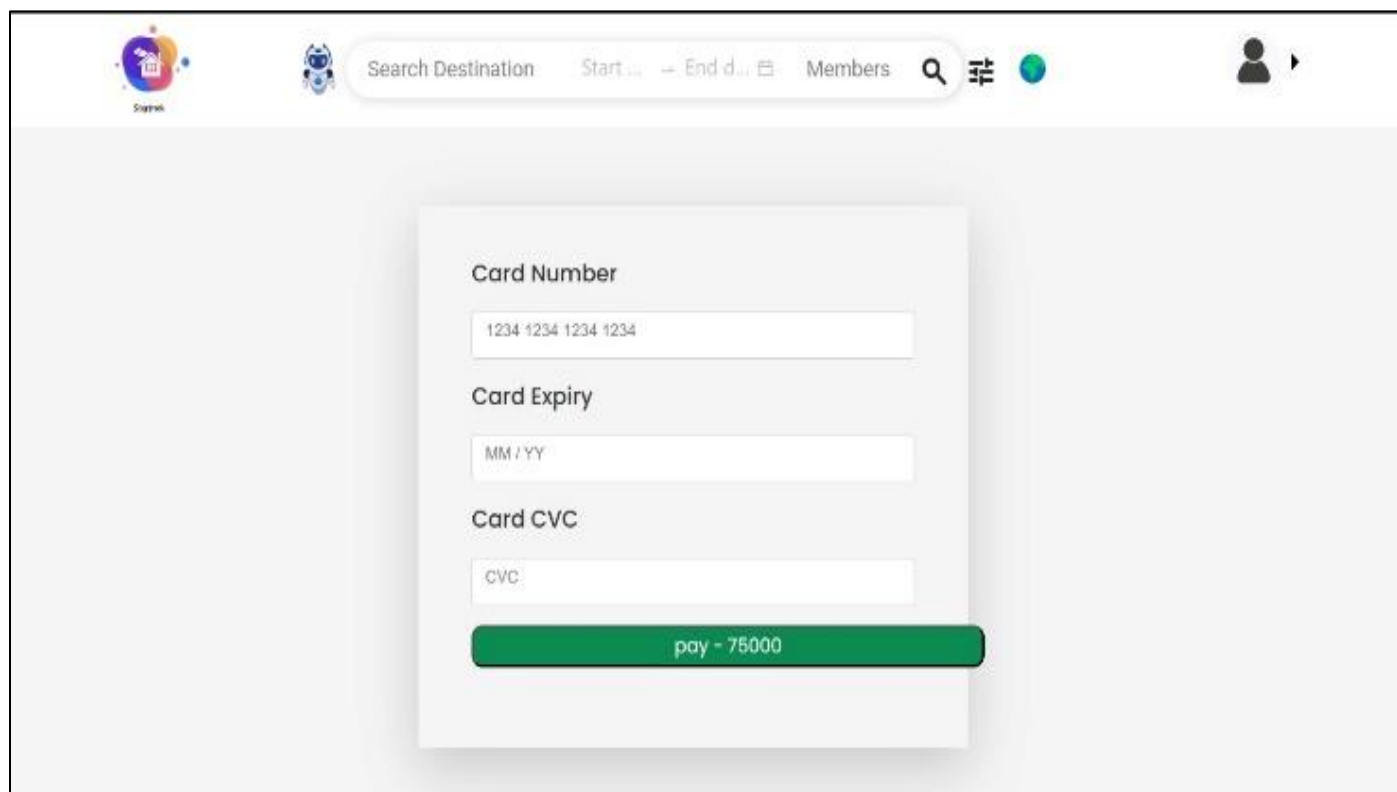 Search Destination Start ... → End d... Members
Card Number
1234 1234 1234 1234
Card Expiry
MM / YY
Card CVC
CVC
pay - 75000